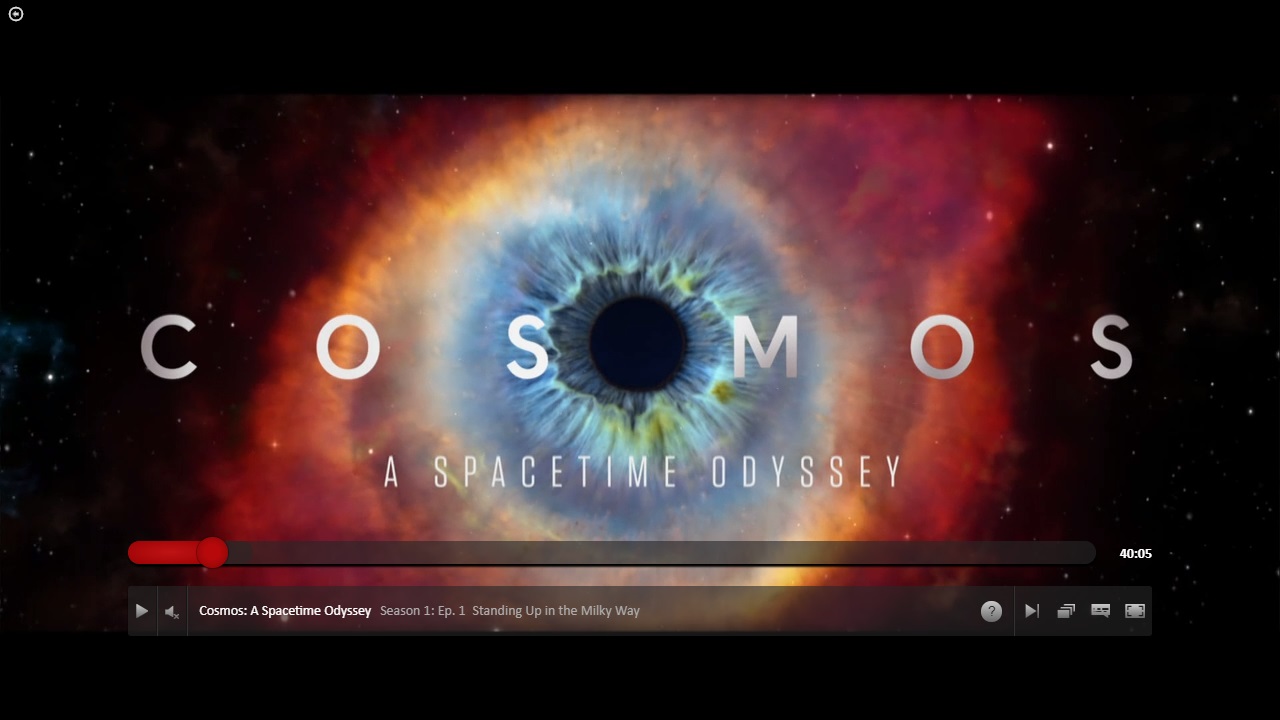 COSMOS
A SPACETIME ODYSSEY
40:05
Cosmos: A Spacetime Odyssey Season 1: Ep. 1 Standing Up in the Milky Way ?